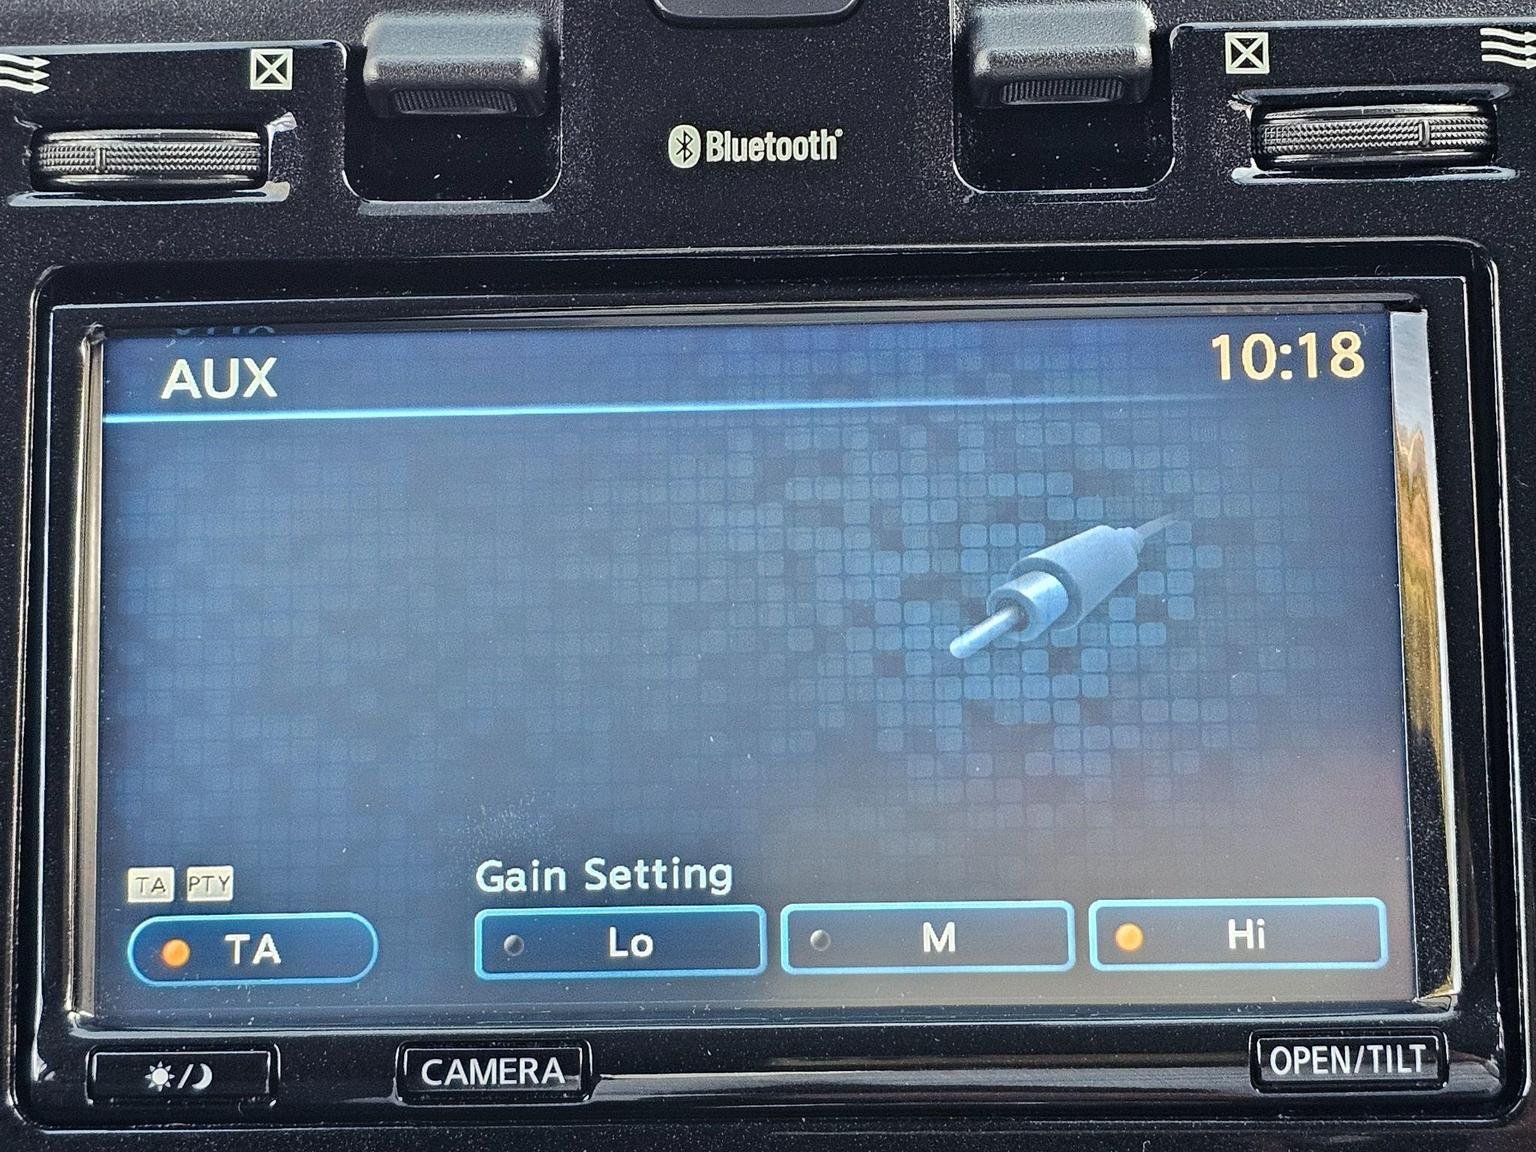 Bluetooth®
AUX
10:18
TA PTY
Gain Setting
TA
Lo
M
Hi
CAMERA
OPEN/TILT